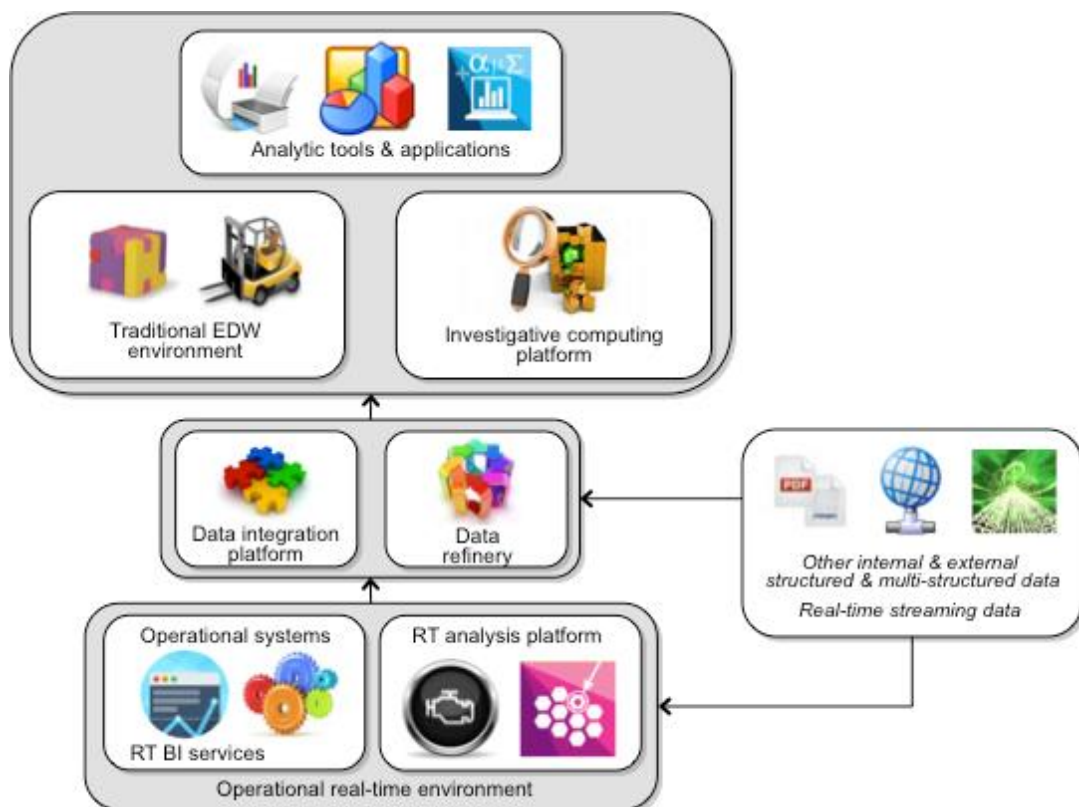 +α μ Σ
Analytic tools & applications
Traditional EDW
environment
Investigative computing
platform
Data integration
platform
Data
refinery
PDF
Other internal & external
structured & multi-structured data
Real-time streaming data
Operational systems
RT BI services
RT analysis platform
Operational real-time environment